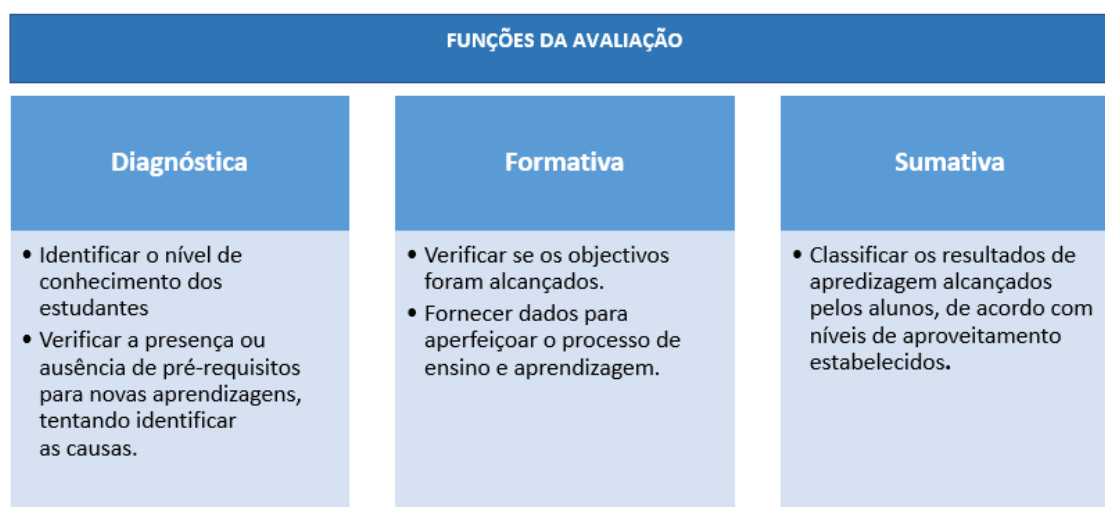 FUNÇÕES DA AVALIAÇÃO
Diagnóstica
• Identificar o nível de
conhecimento dos
estudantes
• Verificar a presença ou
ausência de pré-requisitos
para novas aprendizagens,
tentando identificar
as causas.
Formativa
• Verificar se os objectivos
foram alcançados.
• Fornecer dados para
aperfeiçoar o processo de
ensino e aprendizagem.
Sumativa
• Classificar os resultados de
apredizagem alcançados
pelos alunos, de acordo com
níveis de aproveitamento
estabelecidos.